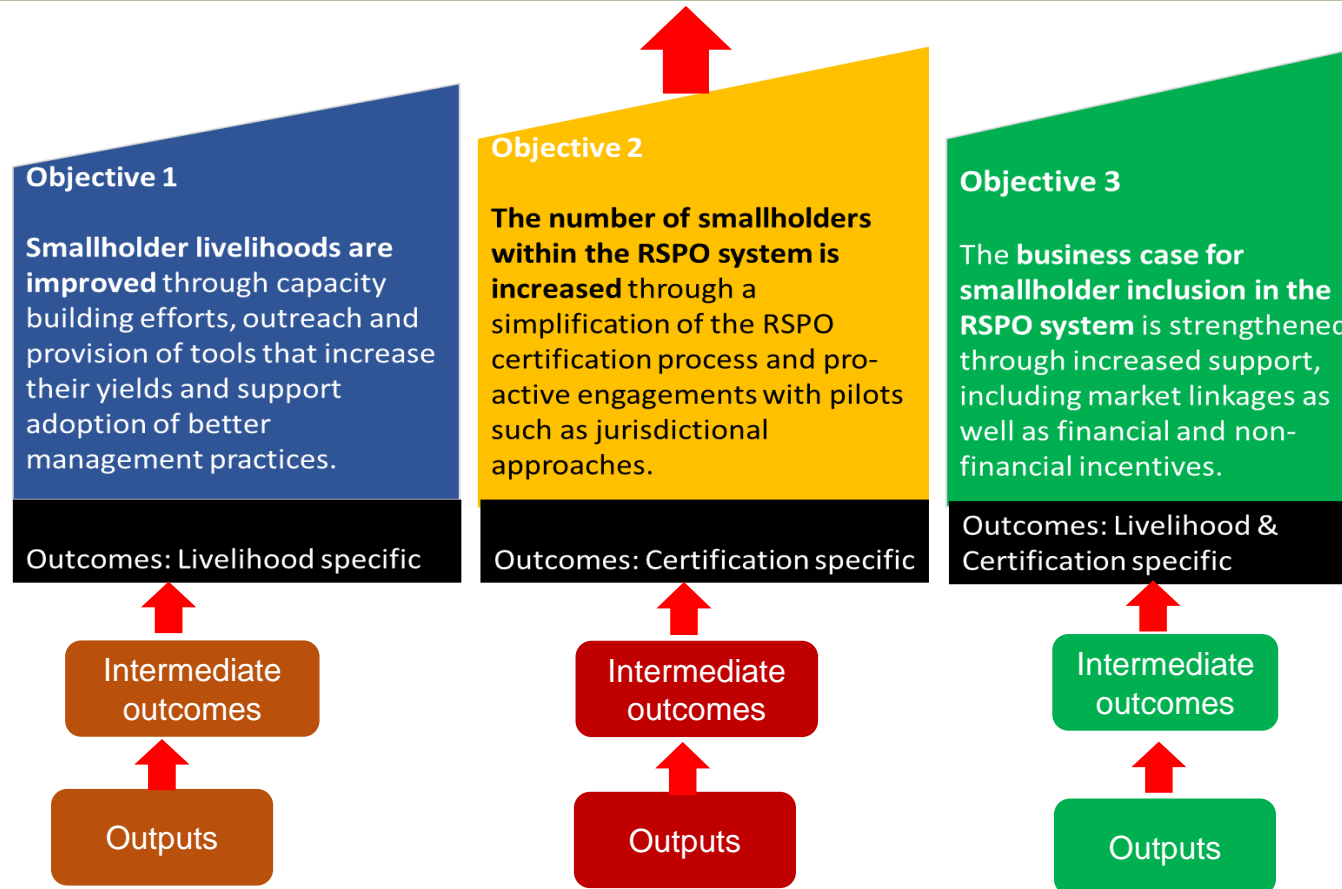 Objective 1
Smallholder livelihoods are
improved through capacity
building efforts, outreach and
provision of tools that increase
their yields and support
adoption of better
management practices.
Outcomes: Livelihood specific
Intermediate
outcomes
Outputs
Objective 2
The number of smallholders
within the RSPO system is
increased through a
simplification of the RSPO
certification process and pro-
active engagements with pilots
such as jurisdictional
approaches.
Outcomes: Certification specific
Intermediate
outcomes
Outputs
Objective 3
The business case for
smallholder inclusion in the
RSPO system is strengthened
through increased support,
including market linkages as
well as financial and non-
financial incentives.
Outcomes: Livelihood &
Certification specific
Intermediate
outcomes
Outputs